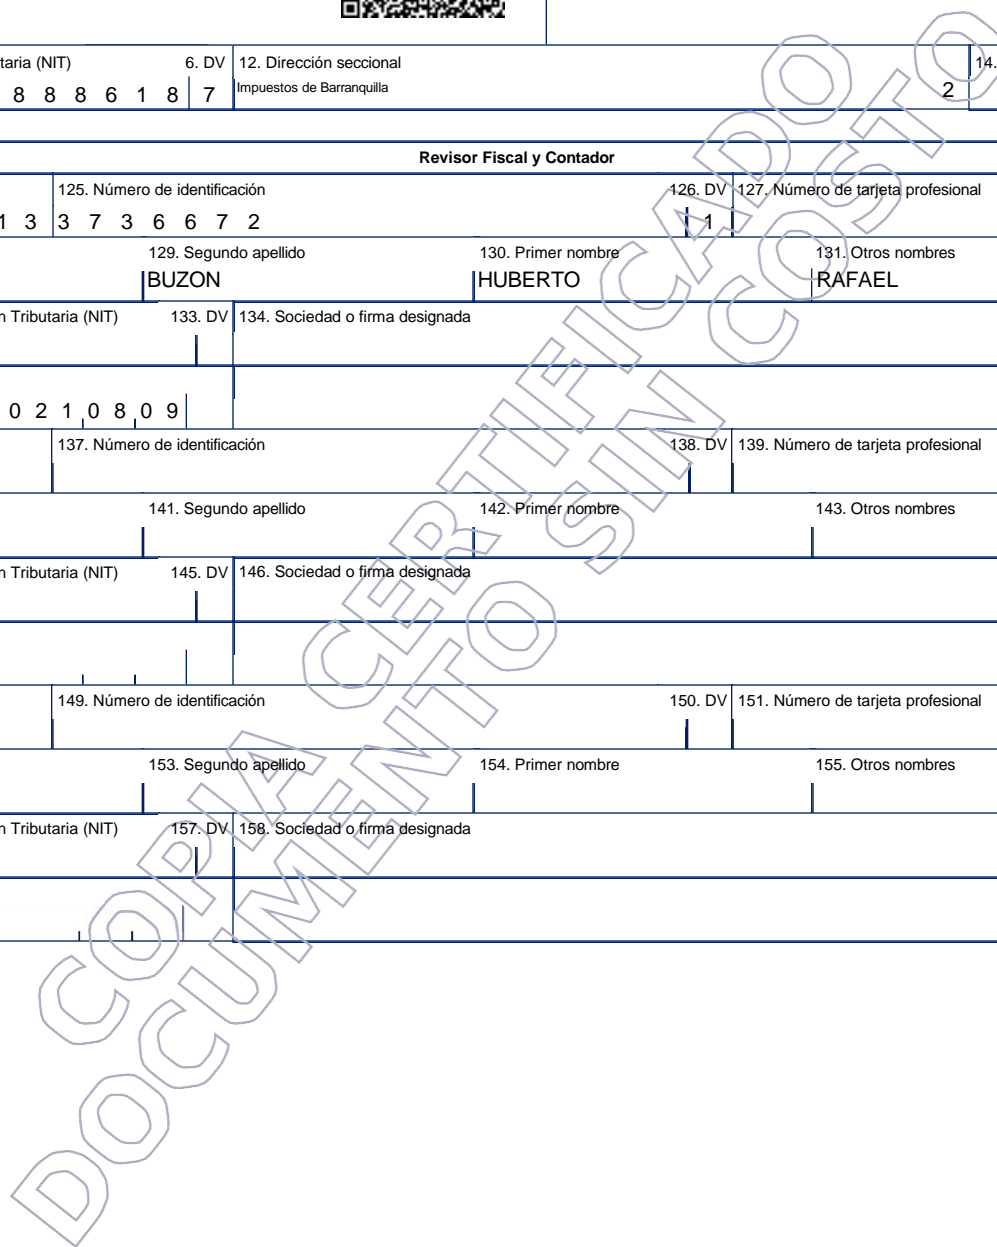 taria (NIT) 6. DV 12. Dirección seccional 14.
8 8 8 6 1 8 7 Impuestos de Barranquilla 2
Revisor Fiscal y Contador
125. Número de identificación 126. DV 127. Número de tarjeta profesional
1 3 3 7 3 6 6 7 2 1
129. Segundo apellido 130. Primer nombre 131. Otros nombres
BUZON HUBERTO RAFAEL
n Tributaria (NIT) 133. DV 134. Sociedad o firma designada
0 2 1 0 8 0 9
137. Número de identificación 138. DV 139. Número de tarjeta profesional
141. Segundo apellido 142. Primer nombre 143. Otros nombres
n Tributaria (NIT) 145. DV 146. Sociedad o firma designada
149. Número de identificación 150. DV 151. Número de tarjeta profesional
153. Segundo apellido 154. Primer nombre 155. Otros nombres
n Tributaria (NIT) 157. DV 158. Sociedad o firma designada
COPIA CERTIFICADO
DOCUMENTO SIN COSTO